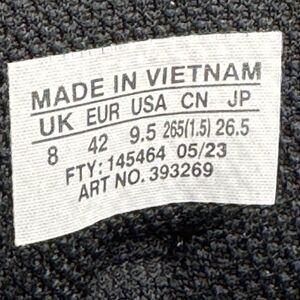 MADE IN VIETNAM
UK EUR USA CN JP
8 42 9.5 265(1.5) 26.5
FTY: 145464 05/23
ART NO. 393269